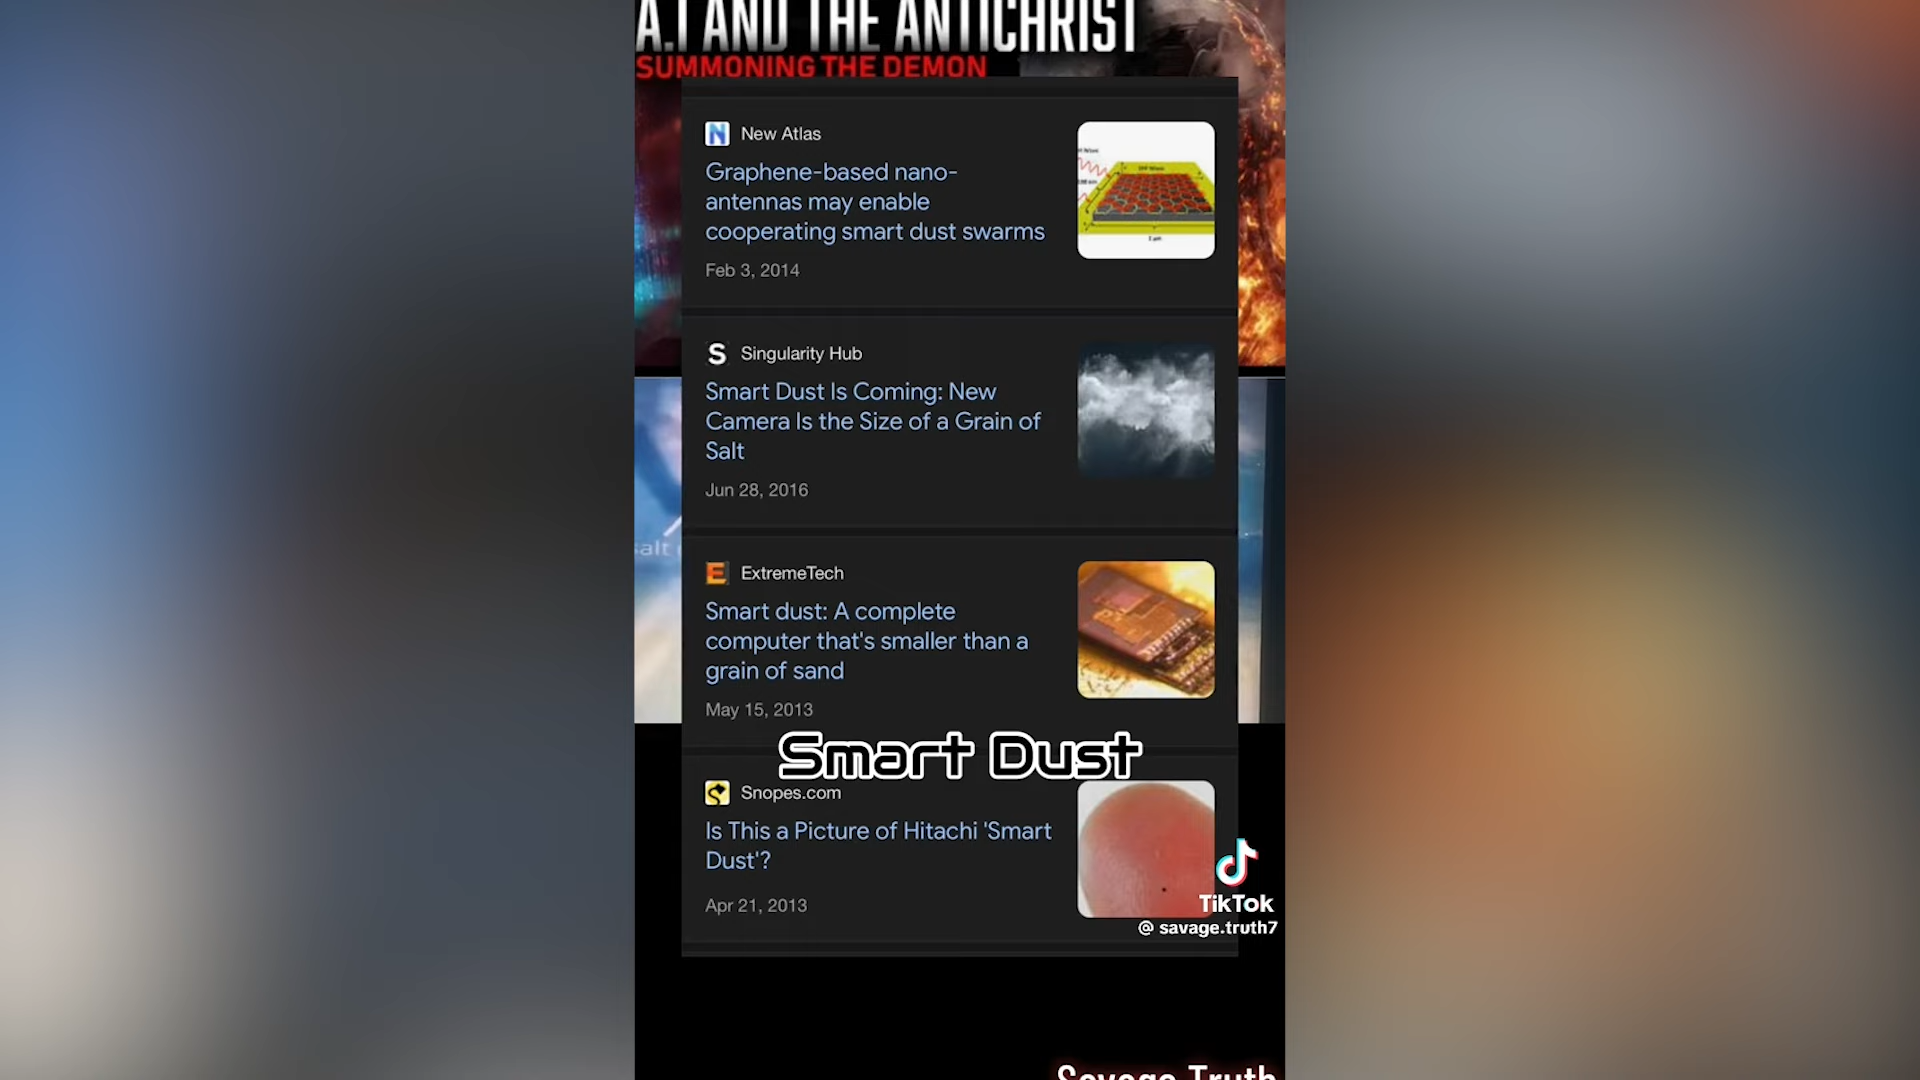 A.I AND THE ANTICHRIST
SUMMONING THE DEMON
New Atlas
Graphene-based nano-
antennas may enable
cooperating smart dust swarms
Feb 3, 2014
Singularity Hub
Smart Dust Is Coming: New
Camera Is the Size of a Grain of
Salt
Jun 28, 2016
ExtremeTech
Smart dust: A complete
computer that's smaller than a
grain of sand
May 15, 2013
Smart Dust
Snopes.com
Is This a Picture of Hitachi 'Smart
Dust'?
Apr 21, 2013
TikTok
@ savage.truth7
Savage Truth